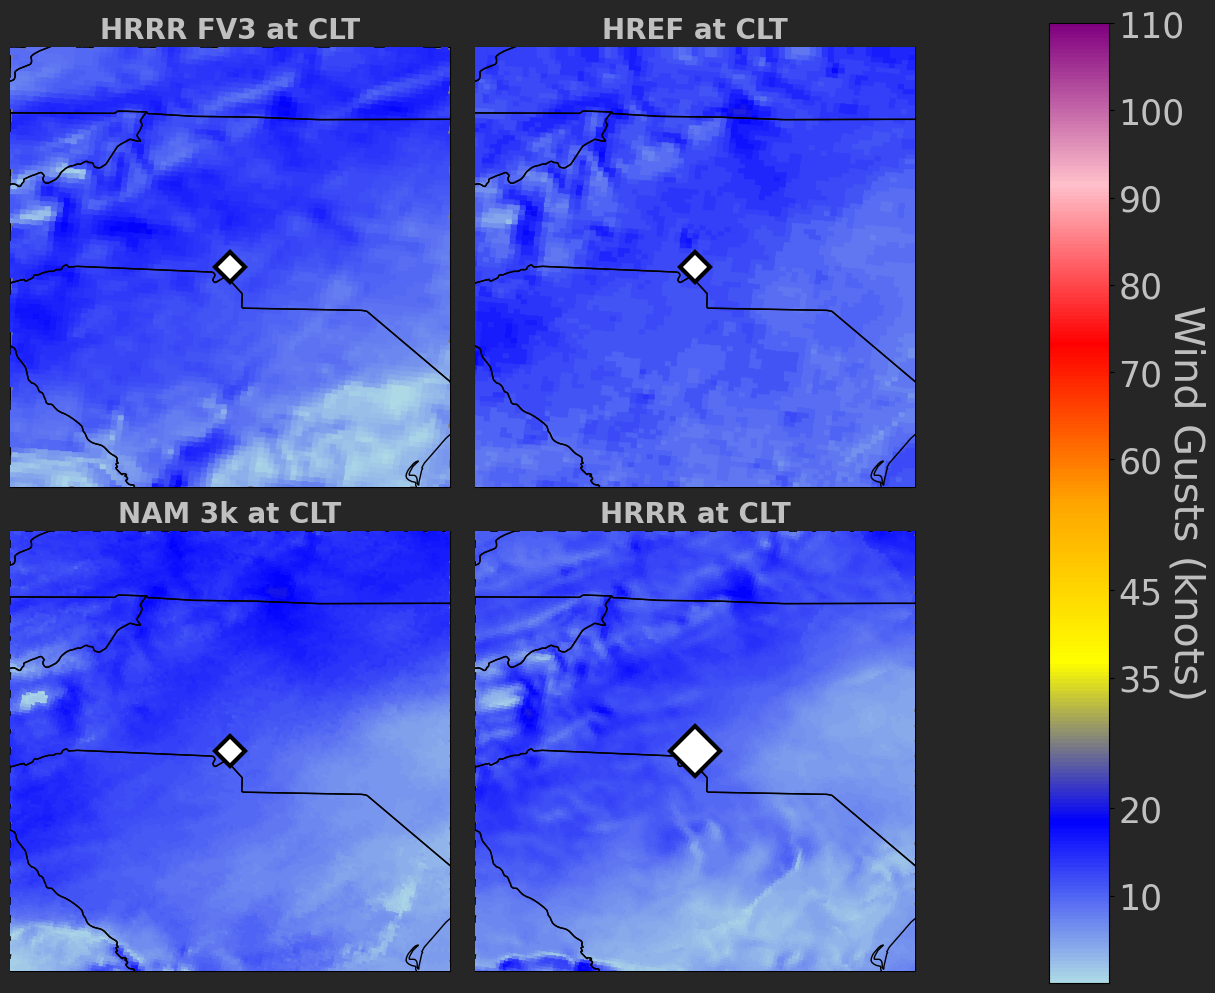 HRRR FV3 at CLT
HREF at CLT
NAM 3k at CLT
HRRR at CLT
110
100
90
80
70
60
45
35
20
10
Wind Gusts (knots)